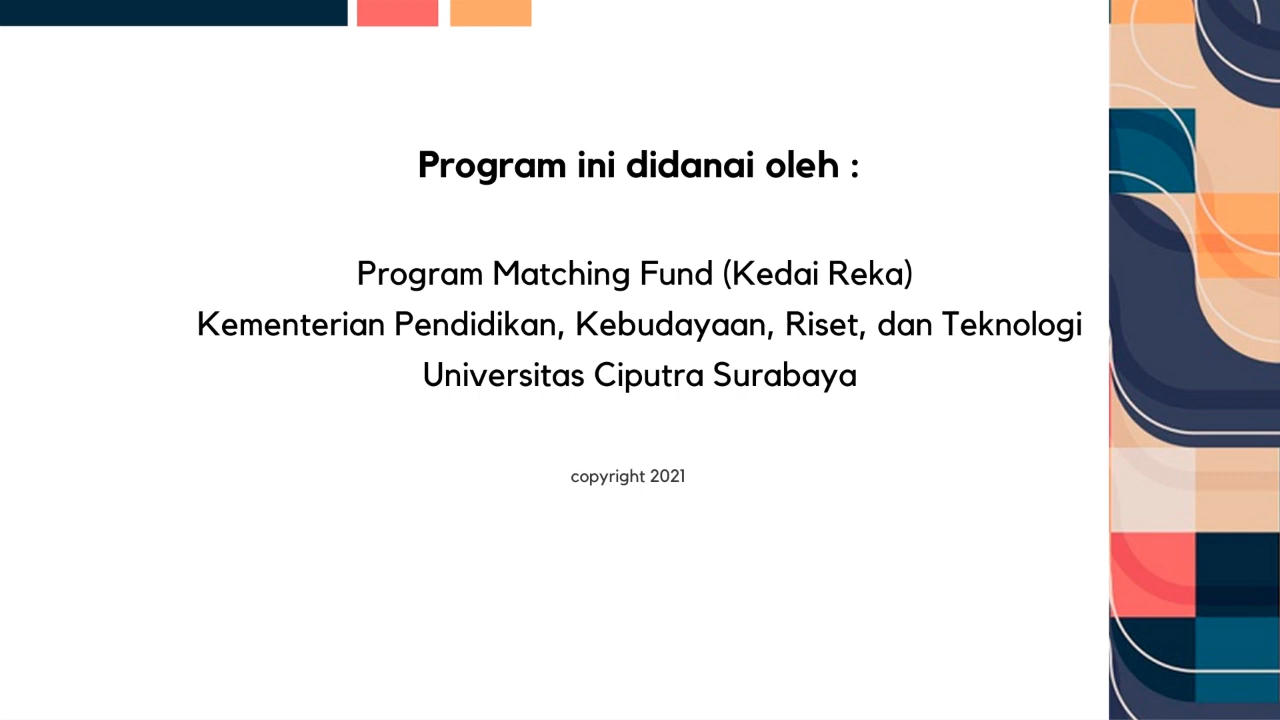 Program ini didanai oleh :
Program Matching Fund (Kedai Reka)
Kementerian Pendidikan, Kebudayaan, Riset, dan Teknologi
Universitas Ciputra Surabaya
copyright 2021